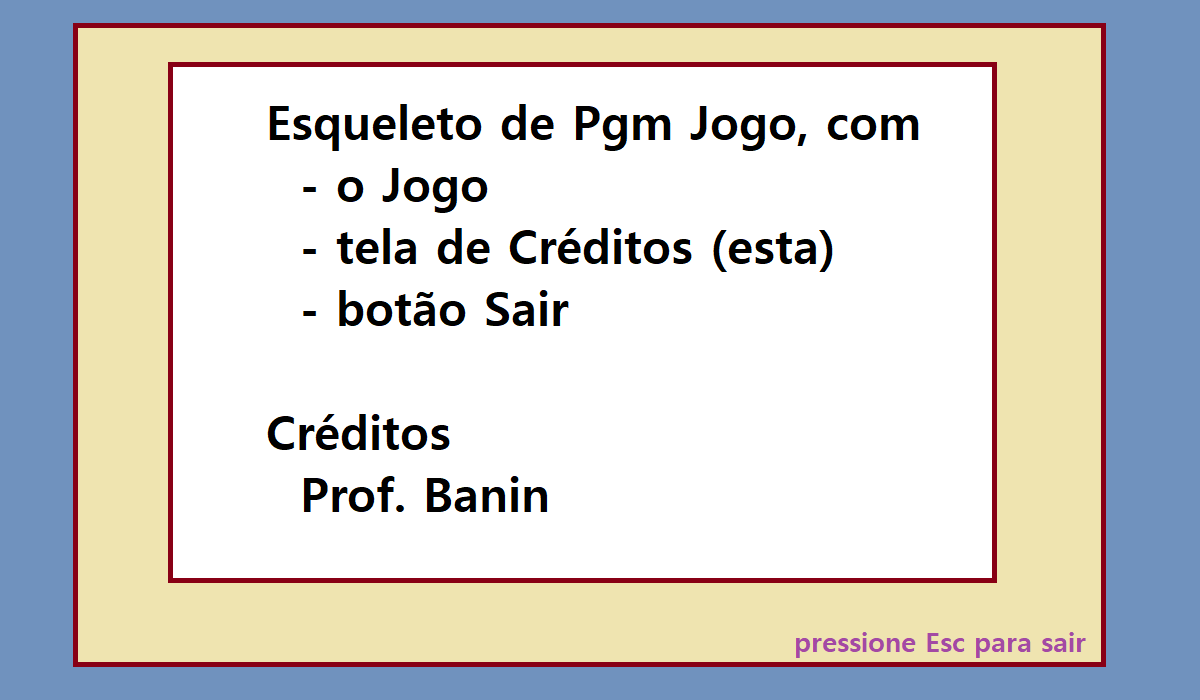 Esqueleto de Pgm Jogo, com
- o Jogo
- tela de Créditos (esta)
- botão Sair
Créditos
Prof. Banin
pressione Esc para sair